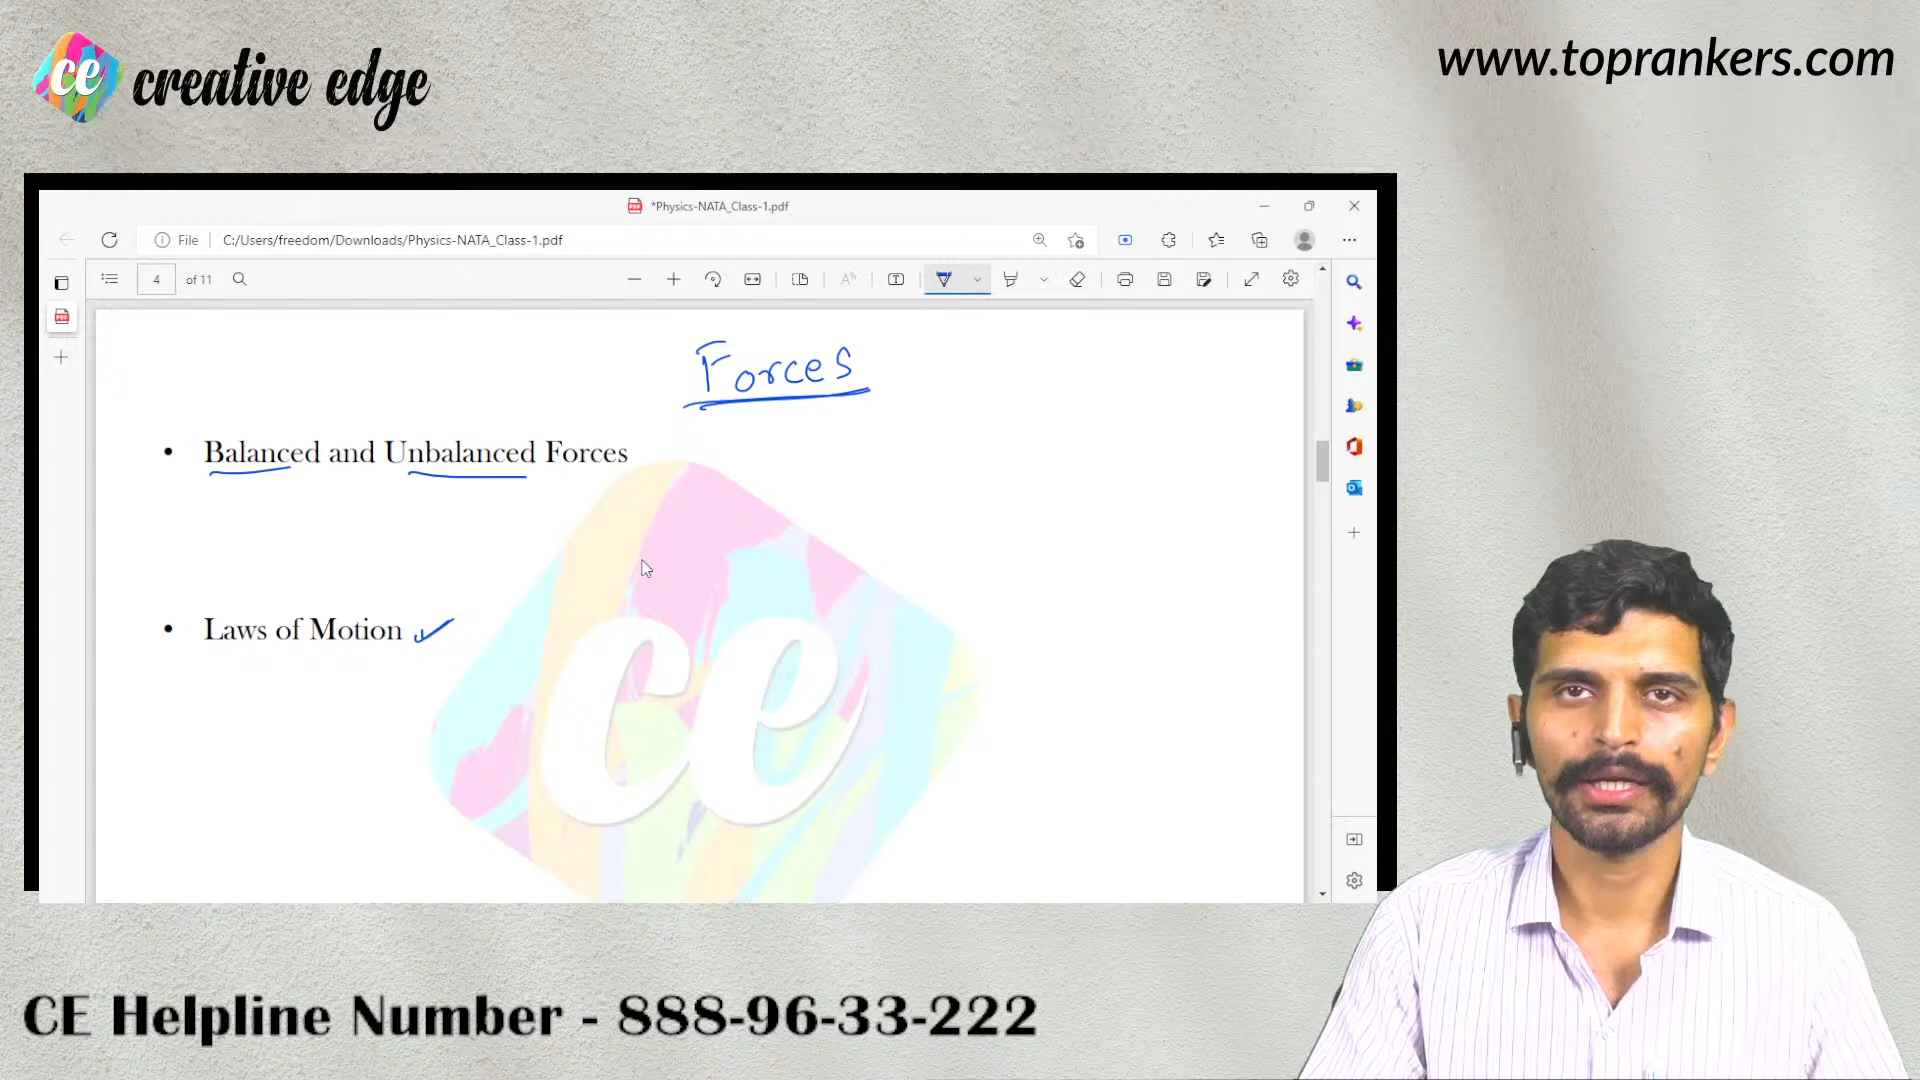 ce creative edge
www.toprankers.com
*Physics-NATA_Class-1.pdf
File C:/Users/freedom/Downloads/Physics-NATA_Class-1.pdf
4 of 11
Forces
• Balanced and Unbalanced Forces
• Laws of Motion ✓
ce
CE Helpline Number - 888-96-33-222